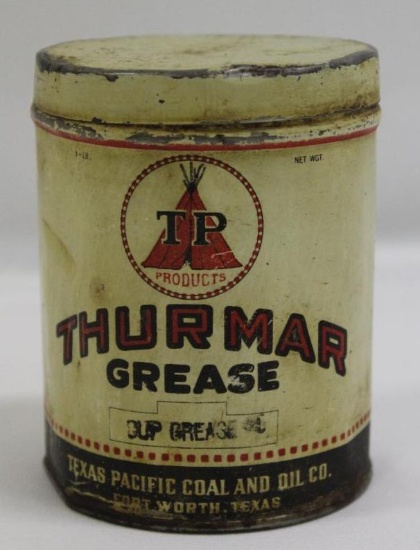 1-LB. NET WGT.
TP
PRODUCTS
THURMAR
GREASE
CUP GREASE
TEXAS PACIFIC COAL AND OIL CO.
FORT WORTH, TEXAS